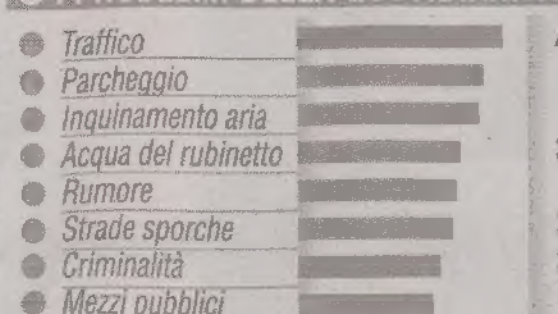 Traffico
Parcheggio
Inquinamento aria
Acqua del rubinetto
Rumore
Strade sporche
Criminalità
Mezzi pubblici